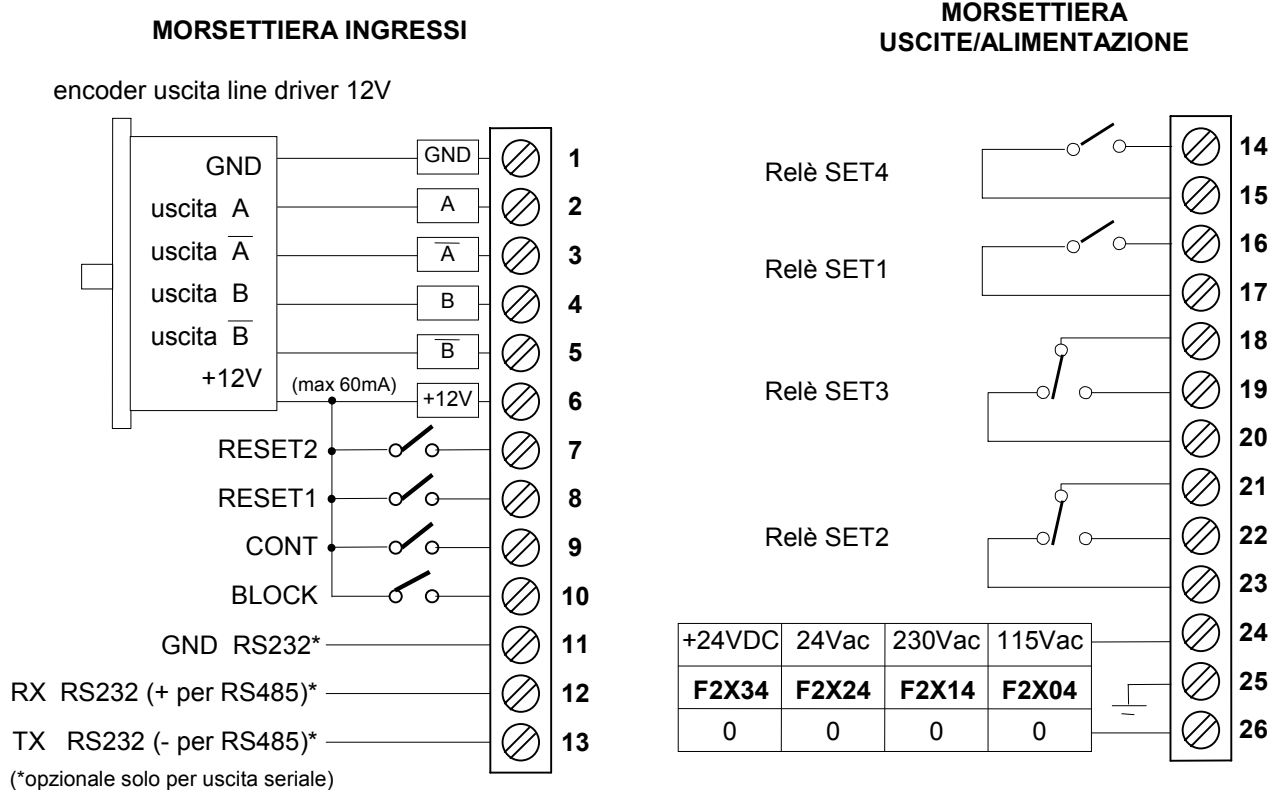 MORSETTIERA INGRESSI
encoder uscita line driver 12V
GND GND 1
uscita A A 2
uscita A̅ A̅ 3
uscita B B 4
uscita B̅ B̅ 5
+12V (max 60mA) +12V 6
RESET2 7
RESET1 8
CONT 9
BLOCK 10
GND RS232* 11
RX RS232 (+ per RS485)* 12
TX RS232 (- per RS485)* 13
(*opzionale solo per uscita seriale)
MORSETTIERA
USCITE/ALIMENTAZIONE
14
Relè SET4
15
16
Relè SET1
17
18
Relè SET3 19
20
21
Relè SET2 22
23
+24VDC 24Vac 230Vac 115Vac 24
F2X34 F2X24 F2X14 F2X04 25
0 0 0 0 26